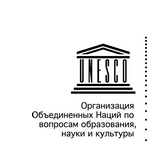 UNESCO
Организация
Объединенных Наций по
вопросам образования,
науки и культуры